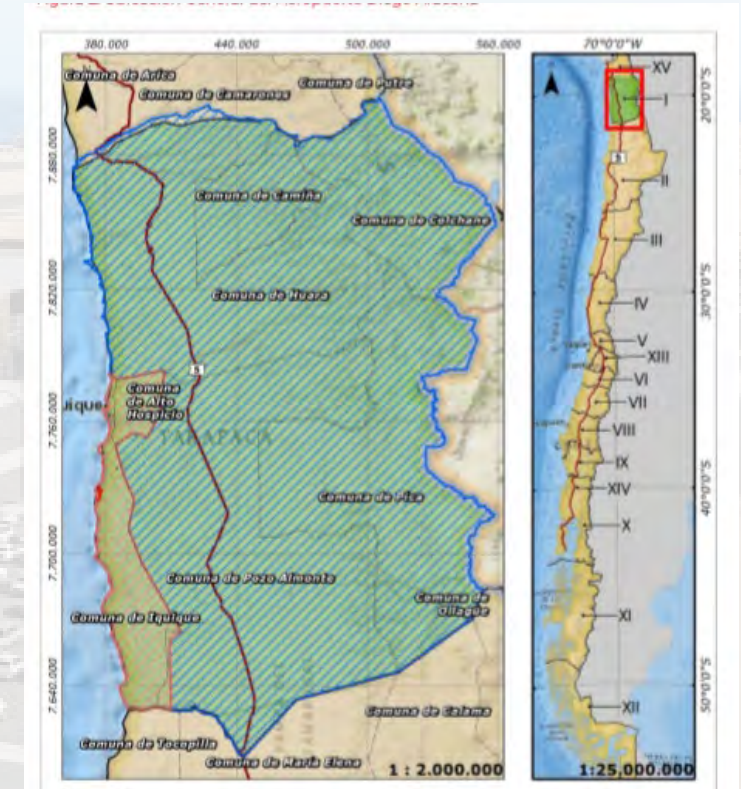 380.000 440.000 500.000 560.000
Comuna de Arica
Comuna de Camarones
Comuna de Putre
Comuna de Camiña
Comuna de Colchane
Comuna de Huara
5
Comuna
de Alto
Hospicio
TARAPACA
Comuna de Pica
Comuna de Pozo Almonte
Comuna de Iquique
Comuna de
Ollagüe
Comuna de Calama
Comuna de Tocopilla
Comuna de María Elena
1 : 2.000.000
7.880.000
7.820.000
7.760.000
7.700.000
7.640.000
70°0'0"W
XV
I
5
II
III
IV
V
XIII
VI
VII
VIII
IX
XIV
X
XI
XII
1:25,000.000
20°0'0"S
30°0'0"S
40°0'0"S
50°0'0"S